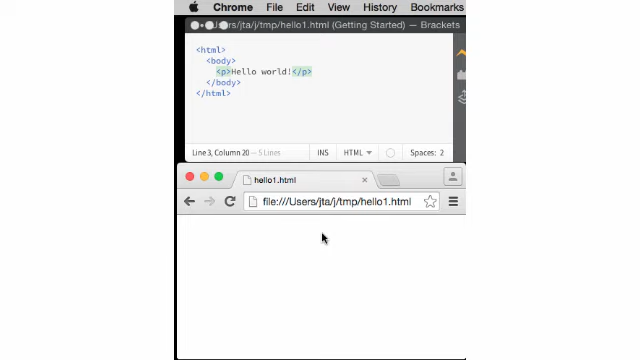 Chrome File Edit View History Bookmarks
Users/jta/j/tmp/hello1.html (Getting Started) — Brackets
<html>
<body>
<p>Hello world!</p>
</body>
</html>
Line 3, Column 20 — 5 Lines INS HTML Spaces: 2
hello1.html
file:///Users/jta/j/tmp/hello1.html